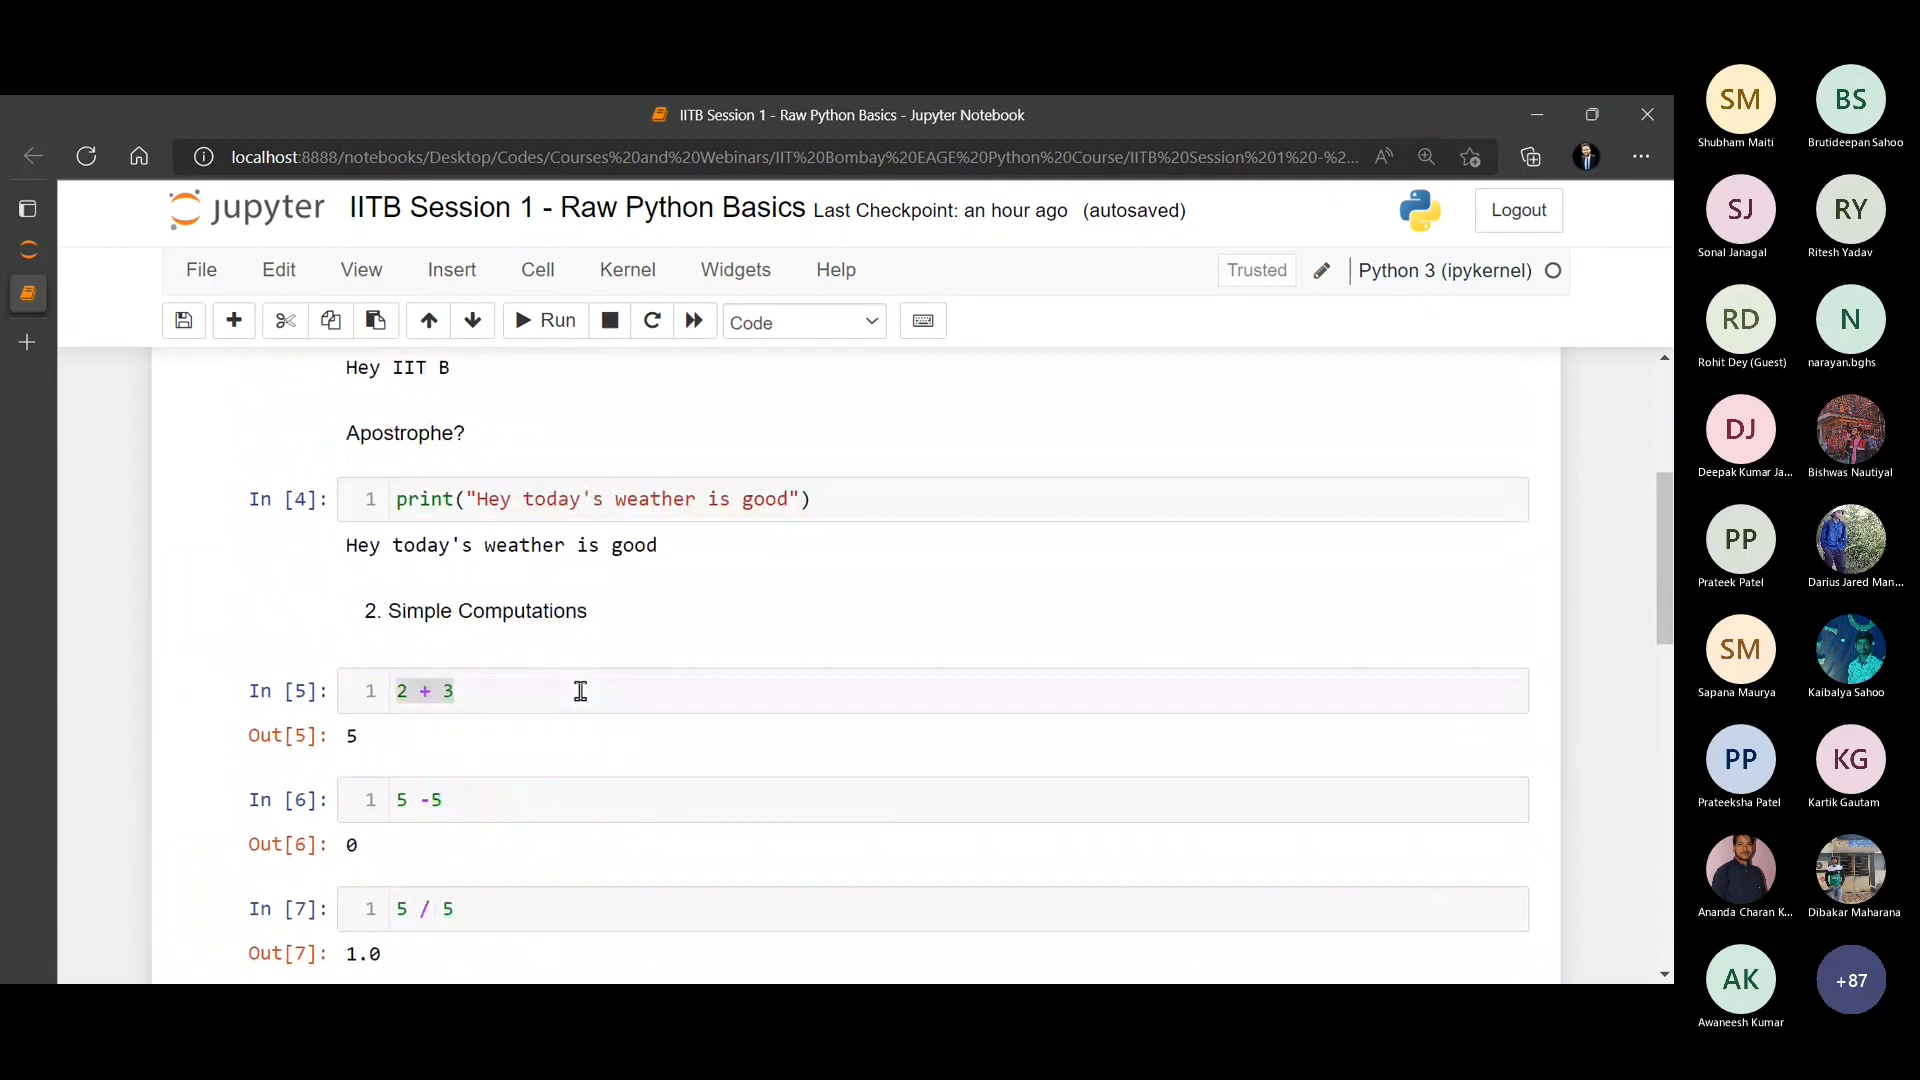 IITB Session 1 - Raw Python Basics - Jupyter Notebook
localhost:8888/notebooks/Desktop/Codes/Courses%20and%20Webinars/IIT%20Bombay%20EAGE%20Python%20Course/IITB%20Session%201%20-%2...
jupyter IITB Session 1 - Raw Python Basics Last Checkpoint: an hour ago (autosaved)
Logout
File Edit View Insert Cell Kernel Widgets Help
Trusted Python 3 (ipykernel)
Run Code
Hey IIT B
Apostrophe?
In [4]: 1 print("Hey today's weather is good")
Hey today's weather is good
2. Simple Computations
In [5]: 1 2 + 3
Out[5]: 5
In [6]: 1 5 -5
Out[6]: 0
In [7]: 1 5 / 5
Out[7]: 1.0
SM BS
Shubham Maiti Brutideepan Sahoo
SJ RY
Sonal Janagal Ritesh Yadav
RD N
Rohit Dey (Guest) narayan.bghs
DJ
Deepak Kumar Ja... Bishwas Nautiyal
PP
Prateek Patel Darius Jared Man...
SM
Sapana Maurya Kaibalya Sahoo
PP KG
Prateeksha Patel Kartik Gautam
Ananda Charan K... Dibakar Maharana
AK +87
Awaneesh Kumar